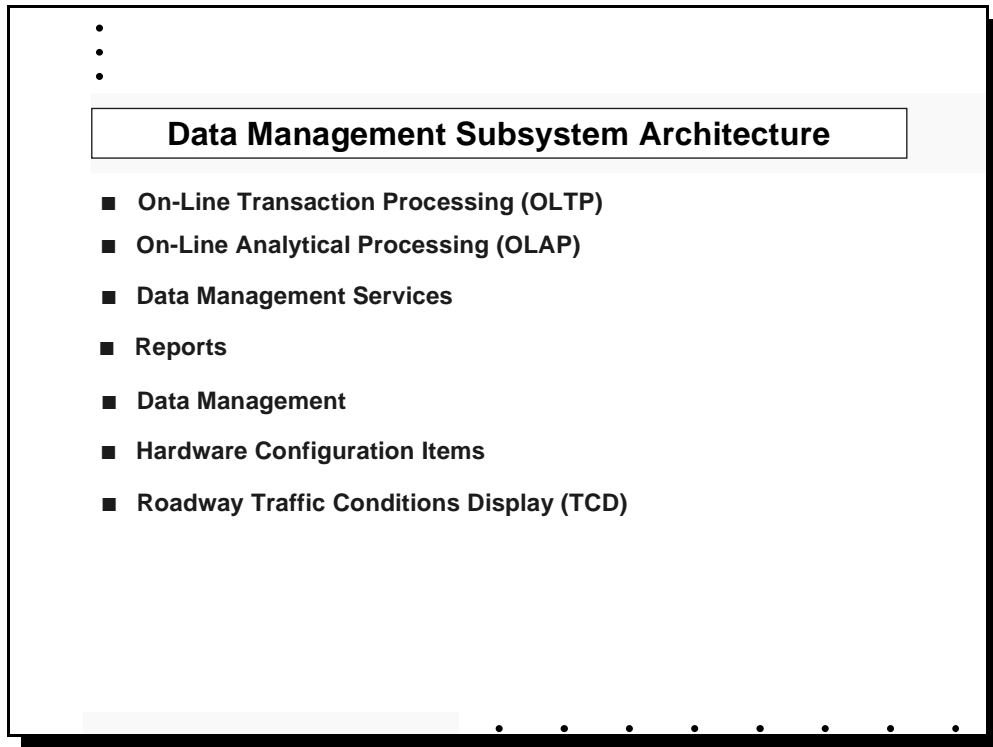 Data Management Subsystem Architecture
■ On-Line Transaction Processing (OLTP)
■ On-Line Analytical Processing (OLAP)
■ Data Management Services
■ Reports
■ Data Management
■ Hardware Configuration Items
■ Roadway Traffic Conditions Display (TCD)